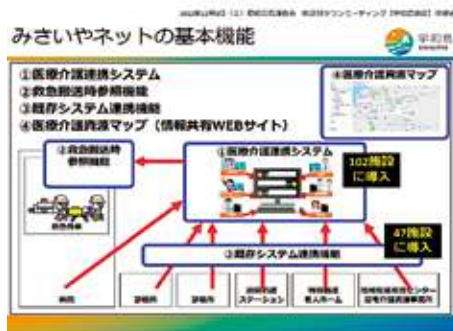 みさいやネットの基本機能
①医療介護連携システム
②救急搬送時参照機能
③既存システム連携機能
④医療介護資源マップ（情報共有WEBサイト）
④医療介護資源マップ
②救急搬送時
参照機能
①医療介護連携システム
102施設
に導入
47施設
に導入
③既存システム連携機能
病院
診療所
診療所
訪問看護
ステーション
特別養護
老人ホーム